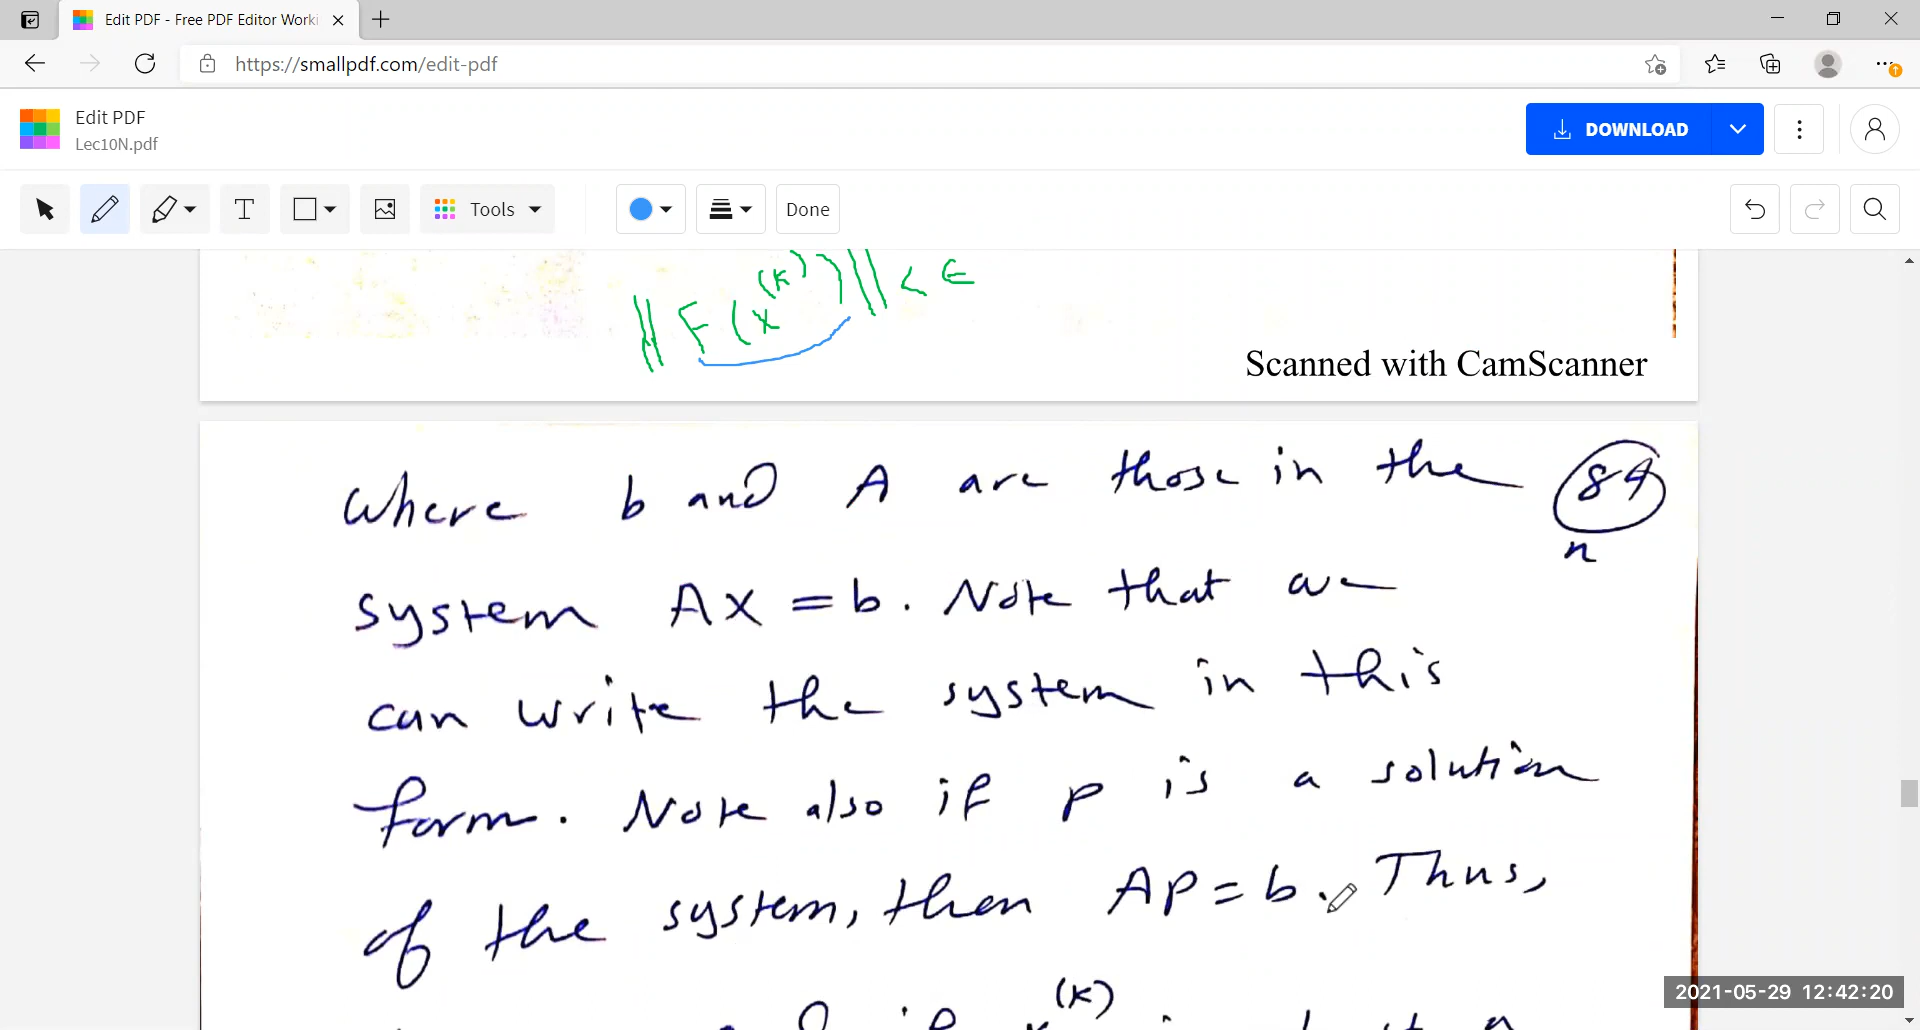 Edit PDF - Free PDF Editor Worki
https://smallpdf.com/edit-pdf
Edit PDF
Lec10N.pdf
DOWNLOAD
T
Tools
Done
||F(x^(k))|| < ∈
Scanned with CamScanner
where b and A are those in the
n
system AX = b. Note that we
can write the system in this
form. Note also if p is a solution
of the system, then AP = b. Thus,
(k)
2021-05-29 12:42:20